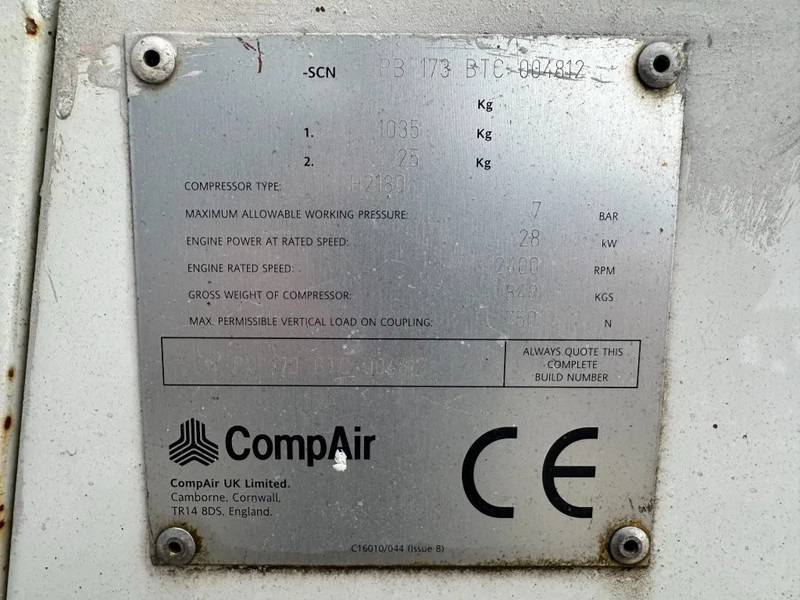 -SCN 173 BTC 004812
Kg
1. 1035 Kg
2. 25 Kg
COMPRESSOR TYPE:
MAXIMUM ALLOWABLE WORKING PRESSURE: 7 BAR
ENGINE POWER AT RATED SPEED: 28 kW
ENGINE RATED SPEED: 2400 RPM
GROSS WEIGHT OF COMPRESSOR: KGS
MAX. PERMISSIBLE VERTICAL LOAD ON COUPLING: N
ALWAYS QUOTE THIS
COMPLETE
BUILD NUMBER
CompAir
CE
CompAir UK Limited.
Camborne, Cornwall,
TR14 8DS, England.
C16010/044 (Issue 8)